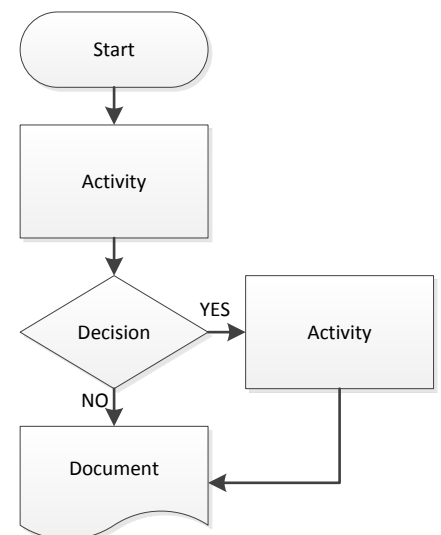 Start
Activity
Decision
YES
Activity
NO
Document